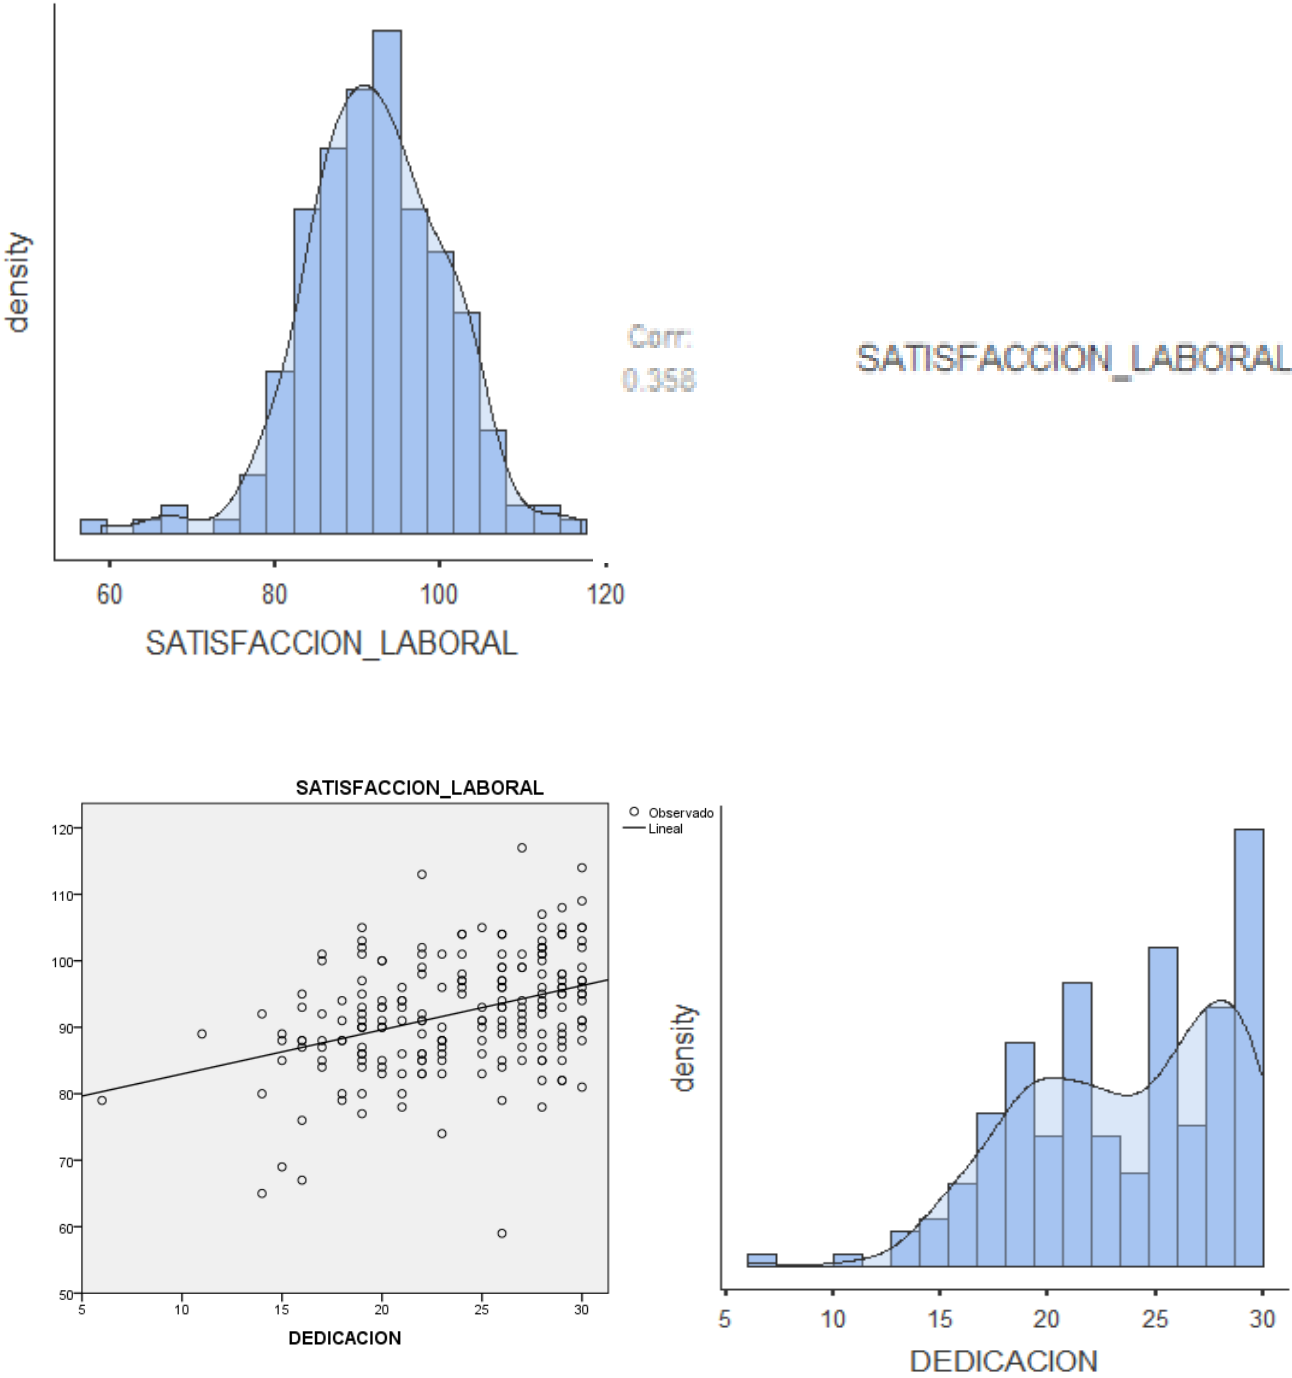 density
60 80 100 120
SATISFACCION_LABORAL
Corr:
0.358
SATISFACCION_LABORAL
SATISFACCION_LABORAL
Observado
Lineal
120
110
100
90
80
70
60
50
5 10 15 20 25 30
DEDICACION
density
5 10 15 20 25 30
DEDICACION